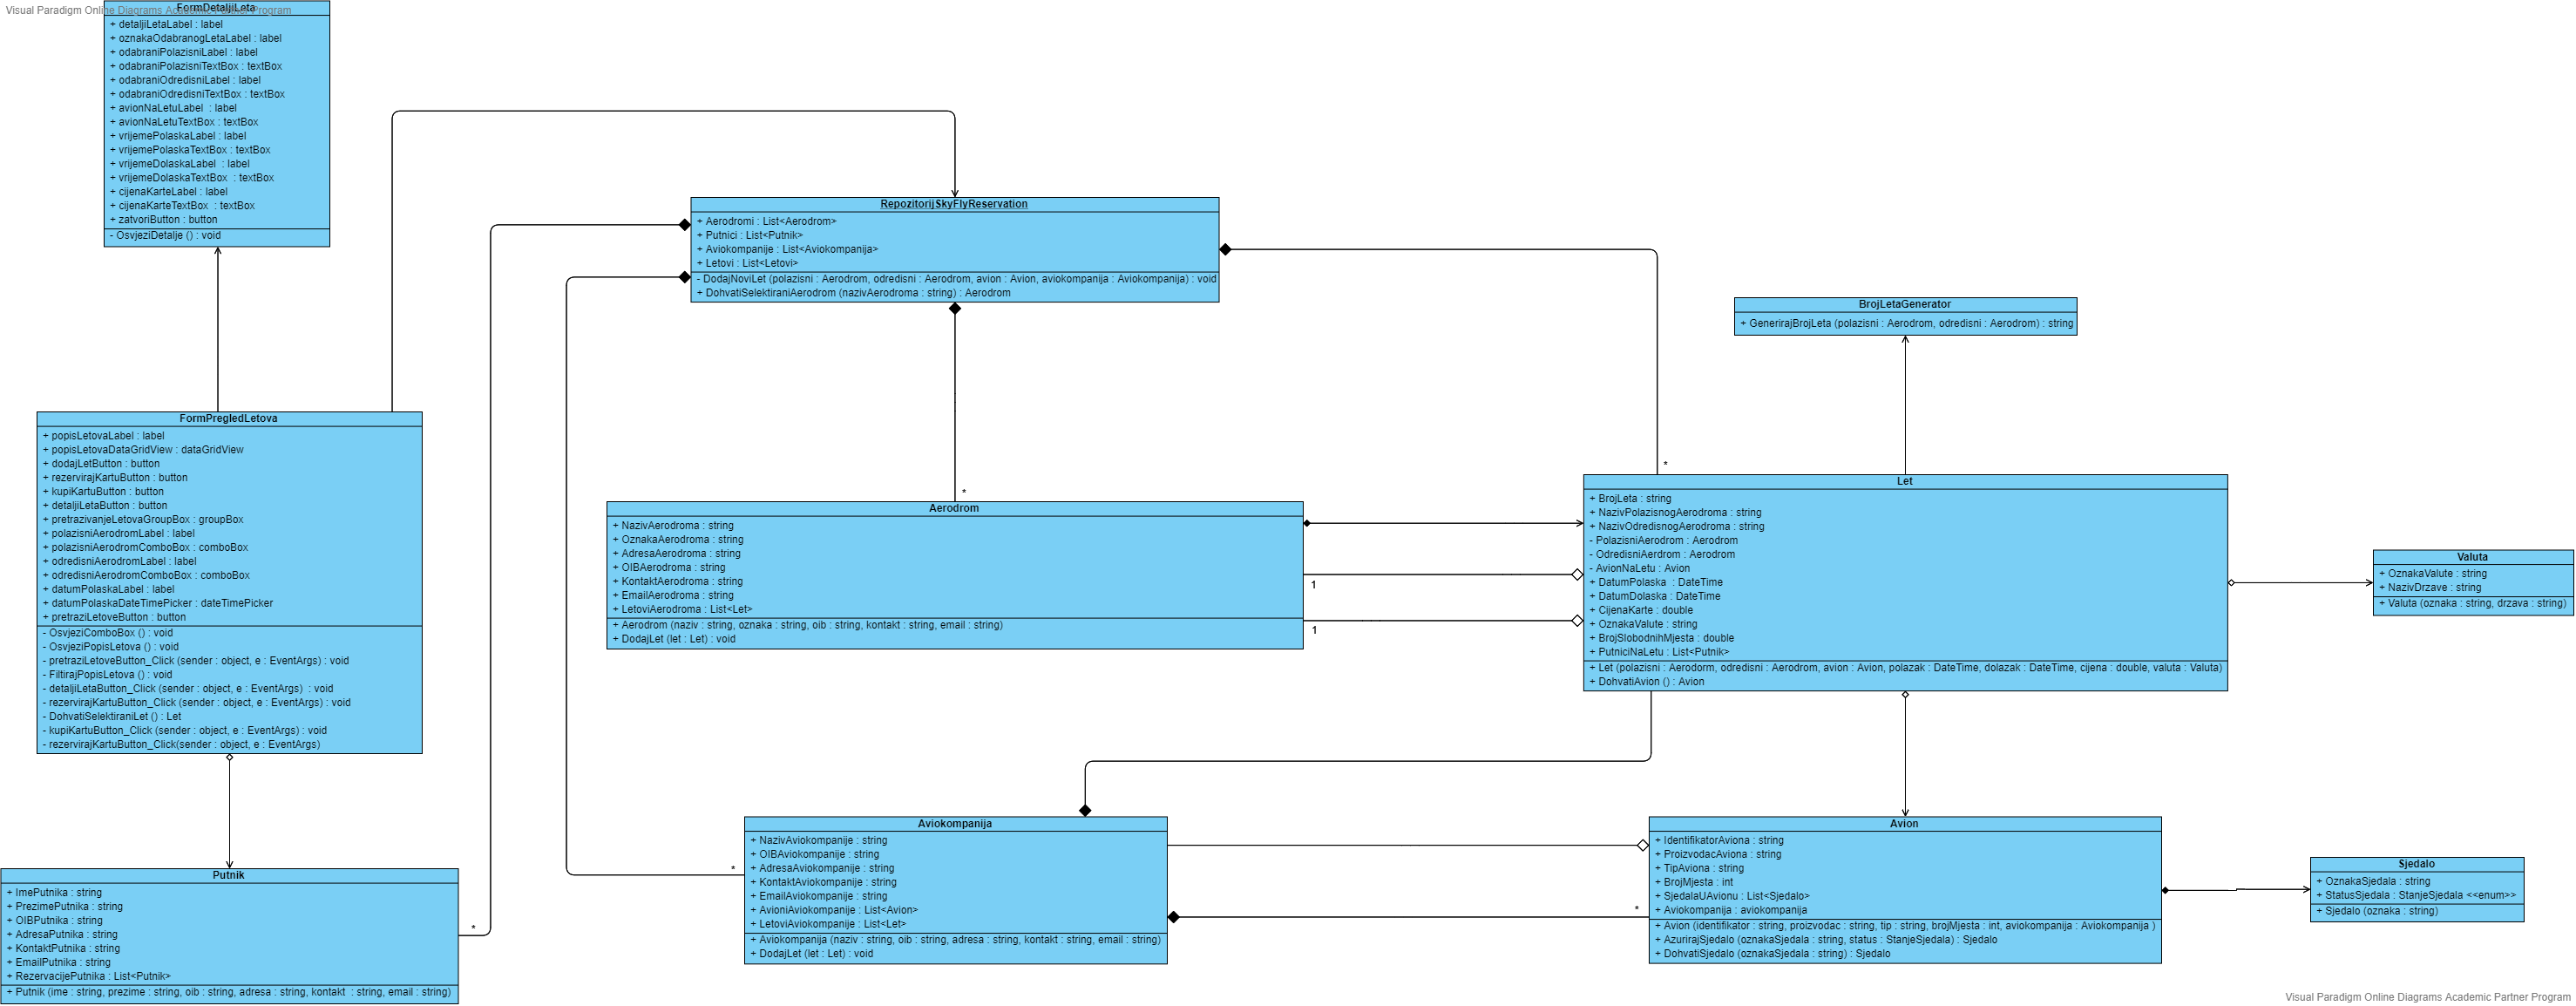 Visual Paradigm Online Diagrams Academic Partner Program
FormDetaljiLeta
+ detaljiLetaLabel : label
+ oznakaOdabranogLetaLabel : label
+ odabraniPolazisniLabel : label
+ odabraniPolazisniTextBox : textBox
+ odabraniOdredisniLabel : label
+ odabraniOdredisniTextBox : textBox
+ avionNaLetuLabel : label
+ avionNaLetuTextBox : textBox
+ vrijemePolaskaLabel : label
+ vrijemePolaskaTextBox : textBox
+ vrijemeDolaskaLabel : label
+ vrijemeDolaskaTextBox : textBox
+ cijenaKarteLabel : label
+ cijenaKarteTextBox : textBox
+ zatvoriButton : button
- OsvjeziDetalje () : void
RepozitorijSkyFlyReservation
+ Aerodromi : List<Aerodrom>
+ Putnici : List<Putnik>
+ Aviokompanije : List<Aviokompanija>
+ Letovi : List<Letovi>
- DodajNoviLet (polazisni : Aerodrom, odredisni : Aerodrom, avion : Avion, aviokompanija : Aviokompanija) : void
+ DohvatiSelektiraniAerodrom (nazivAerodroma : string) : Aerodrom
BrojLetaGenerator
+ GenerirajBrojLeta (polazisni : Aerodrom, odredisni : Aerodrom) : string
FormPregledLetova
+ popisLetovaLabel : label
+ popisLetovaDataGridView : dataGridView
+ dodajLetButton : button
+ rezervirajKartuButton : button
+ kupiKartuButton : button
+ detaljiLetaButton : button
+ pretrazivanjeLetovaGroupBox : groupBox
+ polazisniAerodromLabel : label
+ polazisniAerodromComboBox : comboBox
+ odredisniAerodromLabel : label
+ odredisniAerodromComboBox : comboBox
+ datumPolaskaLabel : label
+ datumPolaskaDateTimePicker : dateTimePicker
+ pretraziLetoveButton : button
- OsvjeziComboBox () : void
- OsvjeziPopisLetova () : void
- pretraziLetoveButton_Click (sender : object, e : EventArgs) : void
- FiltirajPopisLetova () : void
- detaljiLetaButton_Click (sender : object, e : EventArgs) : void
- rezervirajKartuButton_Click (sender : object, e : EventArgs) : void
- DohvatiSelektiraniLet () : Let
- kupiKartuButton_Click (sender : object, e : EventArgs) : void
- rezervirajKartuButton_Click(sender : object, e : EventArgs)
*
*
Aerodrom
+ NazivAerodroma : string
+ OznakaAerodroma : string
+ AdresaAerodroma : string
+ OIBAerodroma : string
+ KontaktAerodroma : string
+ EmailAerodroma : string
+ LetoviAerodroma : List<Let>
+ Aerodrom (naziv : string, oznaka : string, oib : string, kontakt : string, email : string)
+ DodajLet (let : Let) : void
1
1
Let
+ BrojLeta : string
+ NazivPolazisnogAerodroma : string
+ NazivOdredisnogAerodroma : string
- PolazisniAerodrom : Aerodrom
- OdredisniAerdrom : Aerodrom
- AvionNaLetu : Avion
+ DatumPolaska : DateTime
+ DatumDolaska : DateTime
+ CijenaKarte : double
+ OznakaValute : string
+ BrojSlobodnihMjesta : double
+ PutniciNaLetu : List<Putnik>
+ Let (polazisni : Aerodorm, odredisni : Aerodrom, avion : Avion, polazak : DateTime, dolazak : DateTime, cijena : double, valuta : Valuta)
+ DohvatiAvion () : Avion
Valuta
+ OznakaValute : string
+ NazivDrzave : string
+ Valuta (oznaka : string, drzava : string)
Putnik
+ ImePutnika : string
+ PrezimePutnika : string
+ OIBPutnika : string
+ AdresaPutnika : string
+ KontaktPutnika : string
+ EmailPutnika : string
+ RezervacijePutnika : List<Putnik>
+ Putnik (ime : string, prezime : string, oib : string, adresa : string, kontakt : string, email : string)
*
*
Aviokompanija
+ NazivAviokompanije : string
+ OIBAviokompanije : string
+ AdresaAviokompanije : string
+ KontaktAviokompanije : string
+ EmailAviokompanije : string
+ AvioniAviokompanije : List<Avion>
+ LetoviAviokompanije : List<Let>
+ Aviokompanija (naziv : string, oib : string, adresa : string, kontakt : string, email : string)
+ DodajLet (let : Let) : void
*
Avion
+ IdentifikatorAviona : string
+ ProizvodacAviona : string
+ TipAviona : string
+ BrojMjesta : int
+ SjedalaUAvionu : List<Sjedalo>
+ Aviokompanija : aviokompanija
+ Avion (identifikator : string, proizvodac : string, tip : string, brojMjesta : int, aviokompanija : Aviokompanija )
+ AzurirajSjedalo (oznakaSjedala : string, status : StanjeSjedala) : Sjedalo
+ DohvatiSjedalo (oznakaSjedala : string) : Sjedalo
Sjedalo
+ OznakaSjedala : string
+ StatusSjedala : StanjeSjedala <<enum>>
+ Sjedalo (oznaka : string)
Visual Paradigm Online Diagrams Academic Partner Program